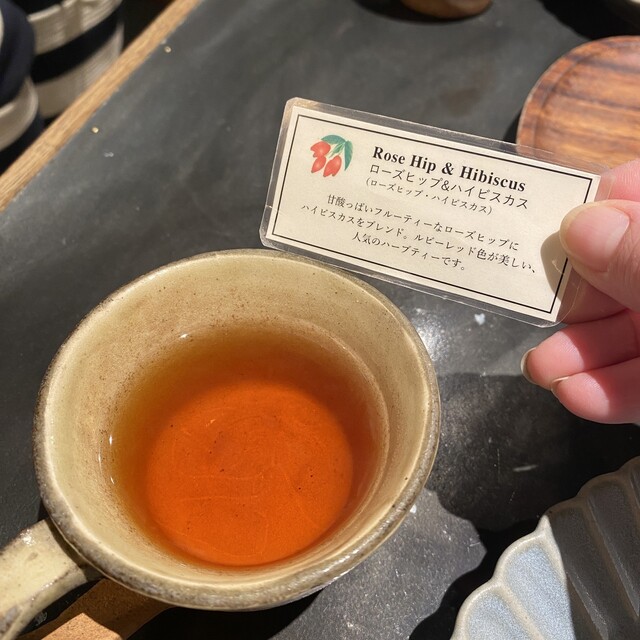 Rose Hip & Hibiscus
ローズヒップ&ハイビスカス
(ローズヒップ・ハイビスカス)
甘酸っぱいフルーティーなローズヒップに
ハイビスカスをブレンド。ルビーレッド色が美しい、
人気のハーブティーです。